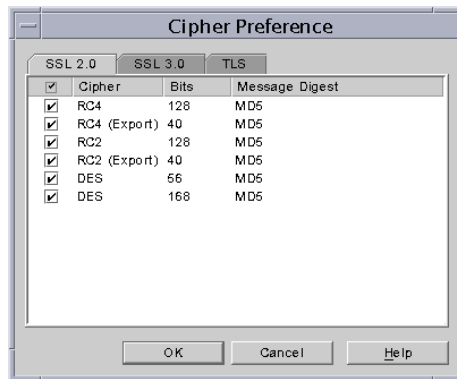 Cipher Preference
SSL 2.0 SSL 3.0 TLS
Cipher Bits Message Digest
RC4 128 MD5
RC4 (Export) 40 MD5
RC2 128 MD5
RC2 (Export) 40 MD5
DES 56 MD5
DES 168 MD5
OK Cancel Help